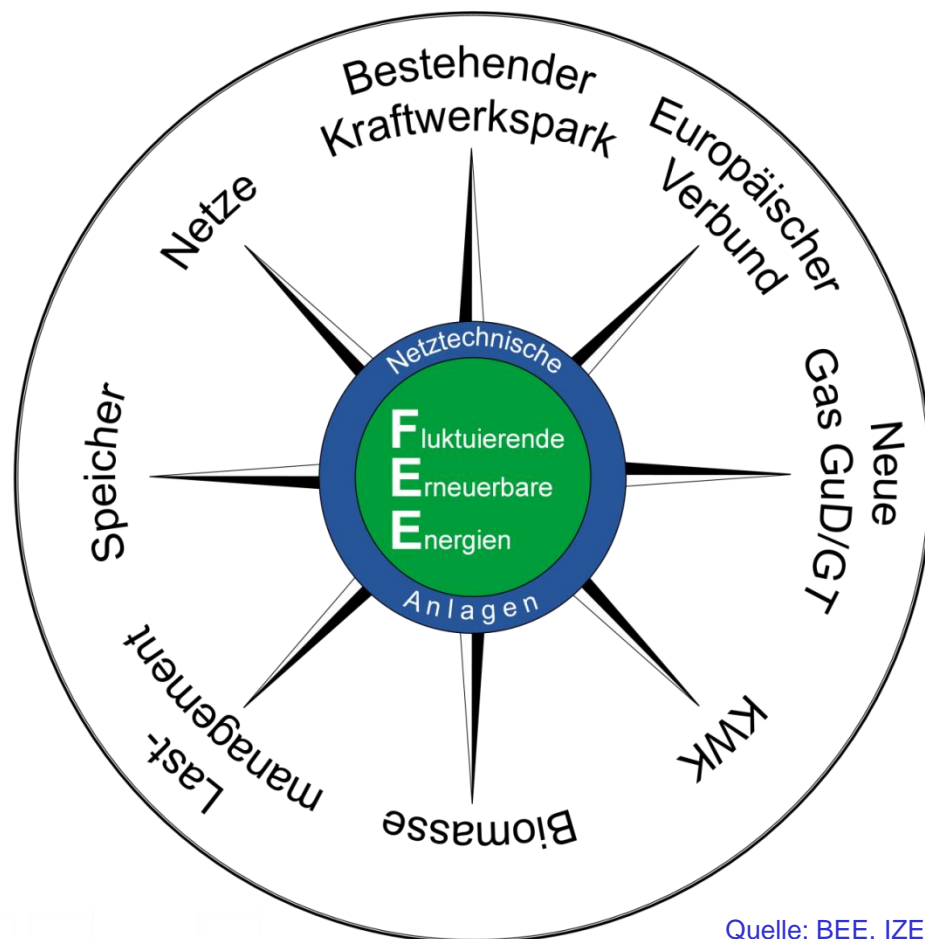 Bestehender
Kraftwerkspark
Europäischer
Verbund
Neue
Gas GuD/GT
KWK
Biomasse
Last-
management
Speicher
Netze
Netztechnische
Fluktuierende
Erneuerbare
Energien
Anlagen
Quelle: BEE, IZE